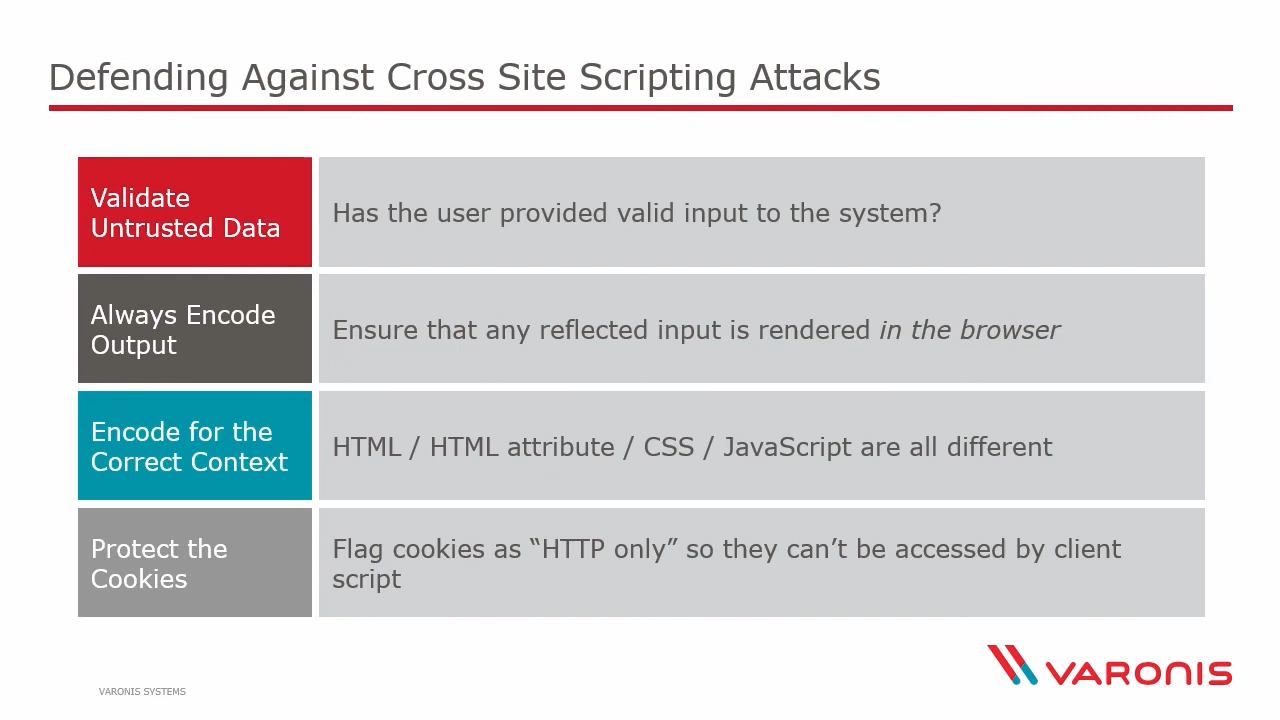 Defending Against Cross Site Scripting Attacks
Validate
Untrusted Data
Has the user provided valid input to the system?
Always Encode
Output
Ensure that any reflected input is rendered in the browser
Encode for the
Correct Context
HTML / HTML attribute / CSS / JavaScript are all different
Protect the
Cookies
Flag cookies as “HTTP only” so they can’t be accessed by client
script
VARONIS SYSTEMS
VARONIS